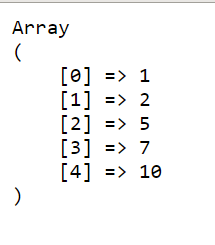 Array
(
    [0] => 1
    [1] => 2
    [2] => 5
    [3] => 7
    [4] => 10
)